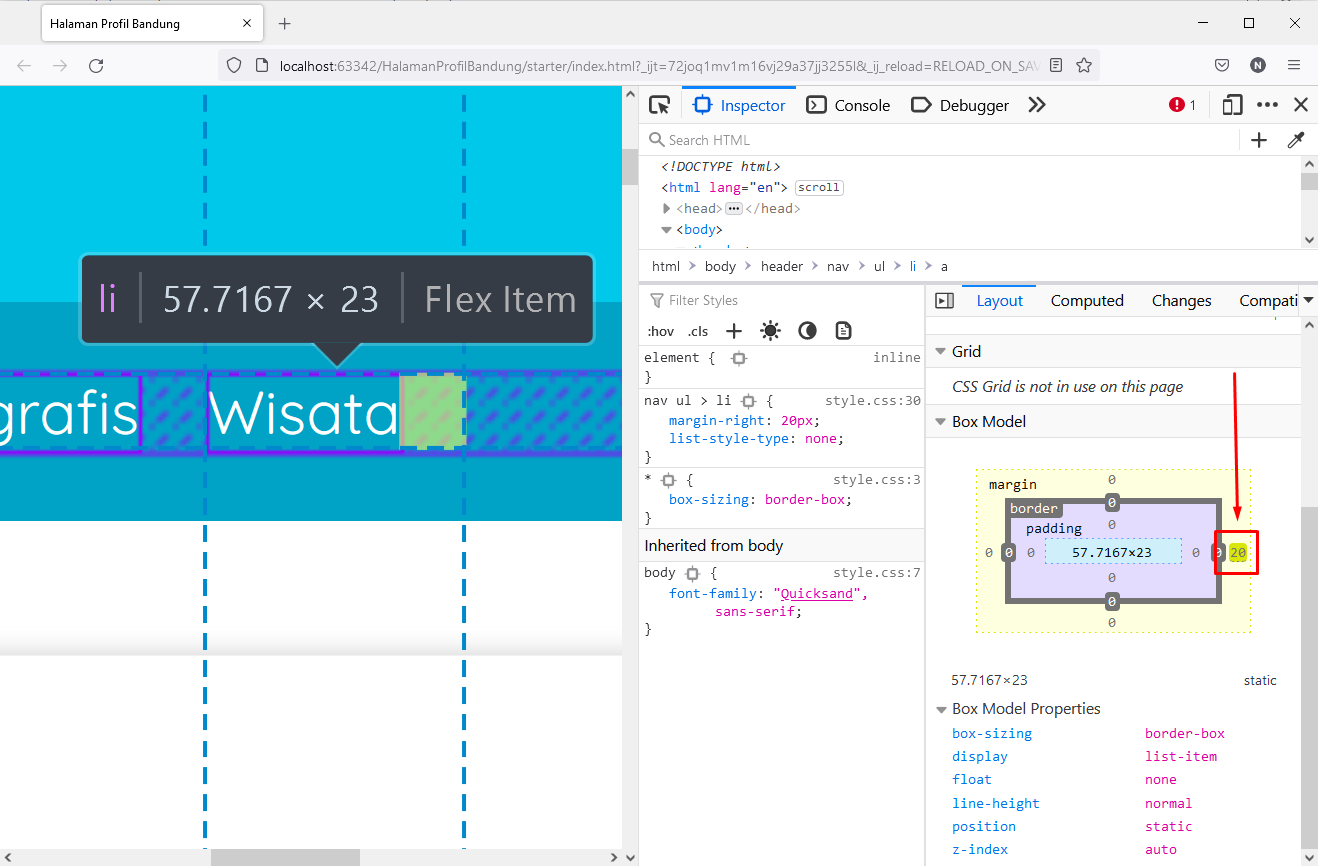 Halaman Profil Bandung
localhost:63342/HalamanProfilBandung/starter/index.html?_ijt=72joq1mv1m16vj29a37jj3255l&_ij_reload=RELOAD_ON_SAV
N
Inspector Console Debugger 1
Search HTML
<!DOCTYPE html>
<html lang="en"> scroll
<head> ••• </head>
<body>
html > body > header > nav > ul > li > a
Filter Styles
:hov .cls +
element { inline
}
nav ul > li { style.css:30
margin-right: 20px;
list-style-type: none;
}
* { style.css:3
box-sizing: border-box;
}
Inherited from body
body { style.css:7
font-family: "Quicksand",
sans-serif;
}
Layout Computed Changes Compati
Grid
CSS Grid is not in use on this page
Box Model
margin 0
border 0
padding 0
0 0 0 57.7167×23 0 0 20
0
0
0
57.7167×23 static
Box Model Properties
box-sizing border-box
display list-item
float none
line-height normal
position static
z-index auto
li 57.7167 × 23 Flex Item
grafis Wisata